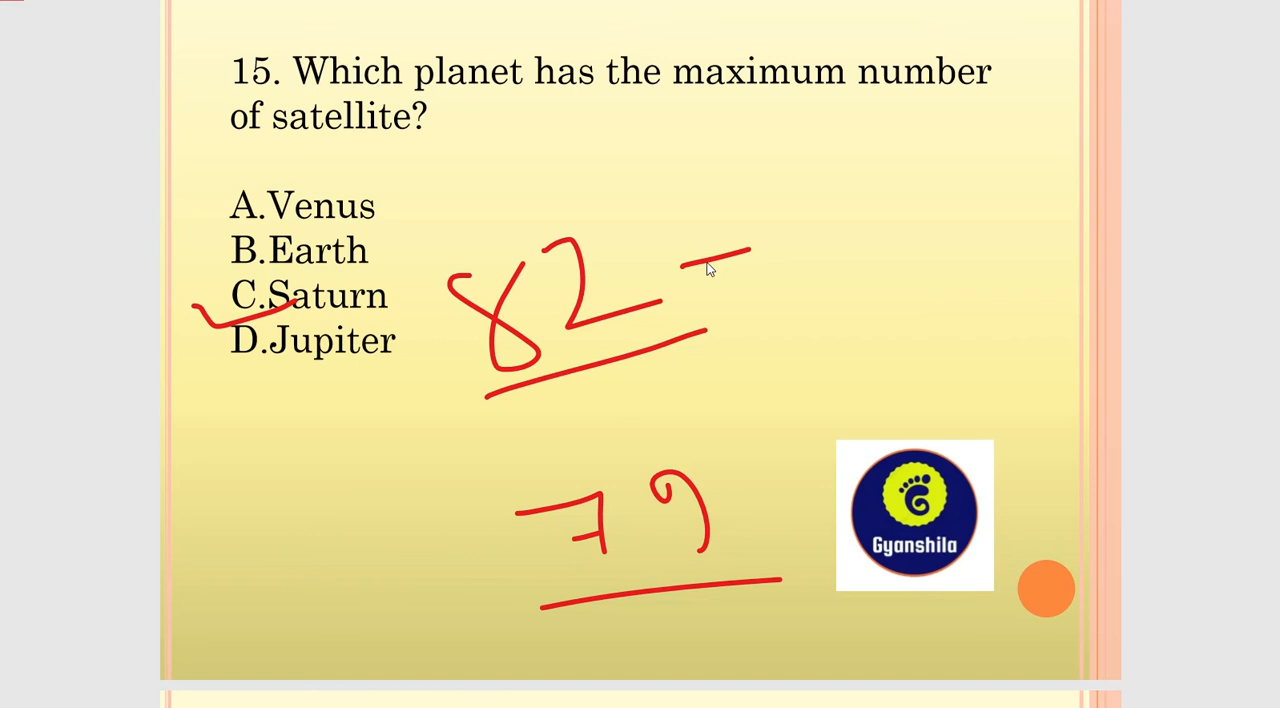 15. Which planet has the maximum number
of satellite?
A.Venus
B.Earth
C.Saturn
D.Jupiter
82 -
79
Gyanshila